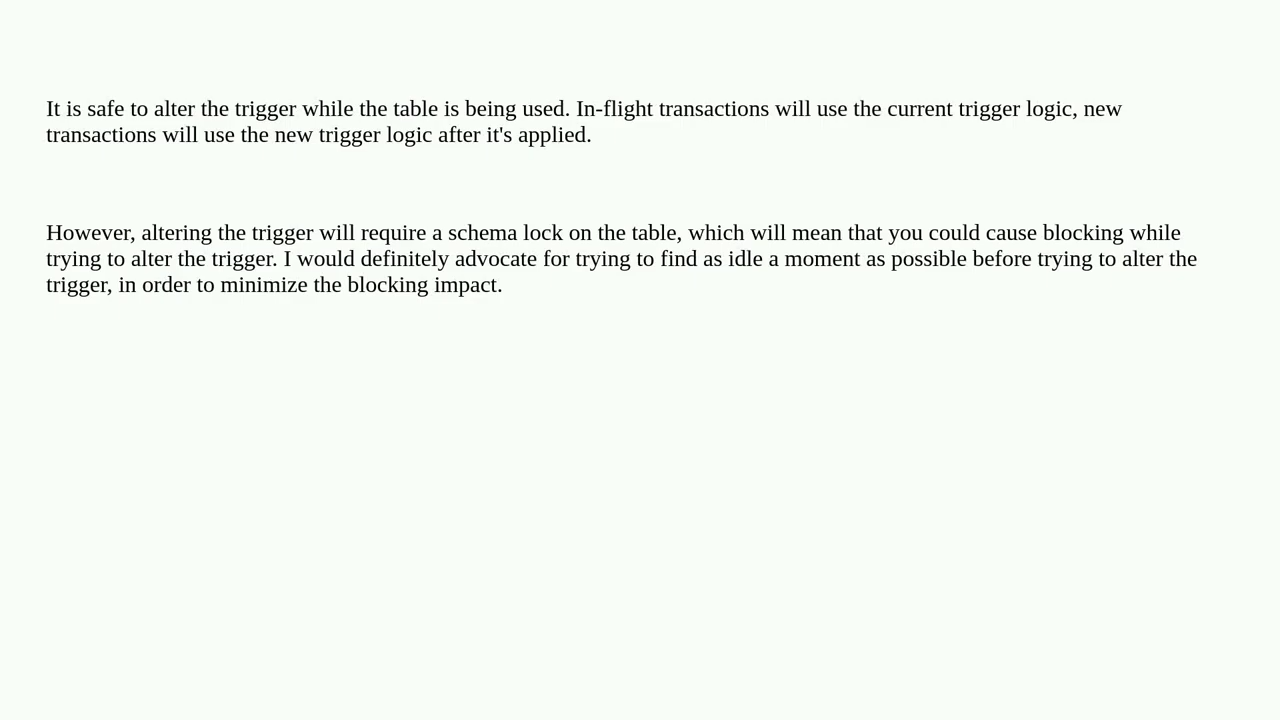 It is safe to alter the trigger while the table is being used. In-flight transactions will use the current trigger logic, new
transactions will use the new trigger logic after it's applied.
However, altering the trigger will require a schema lock on the table, which will mean that you could cause blocking while
trying to alter the trigger. I would definitely advocate for trying to find as idle a moment as possible before trying to alter the
trigger, in order to minimize the blocking impact.